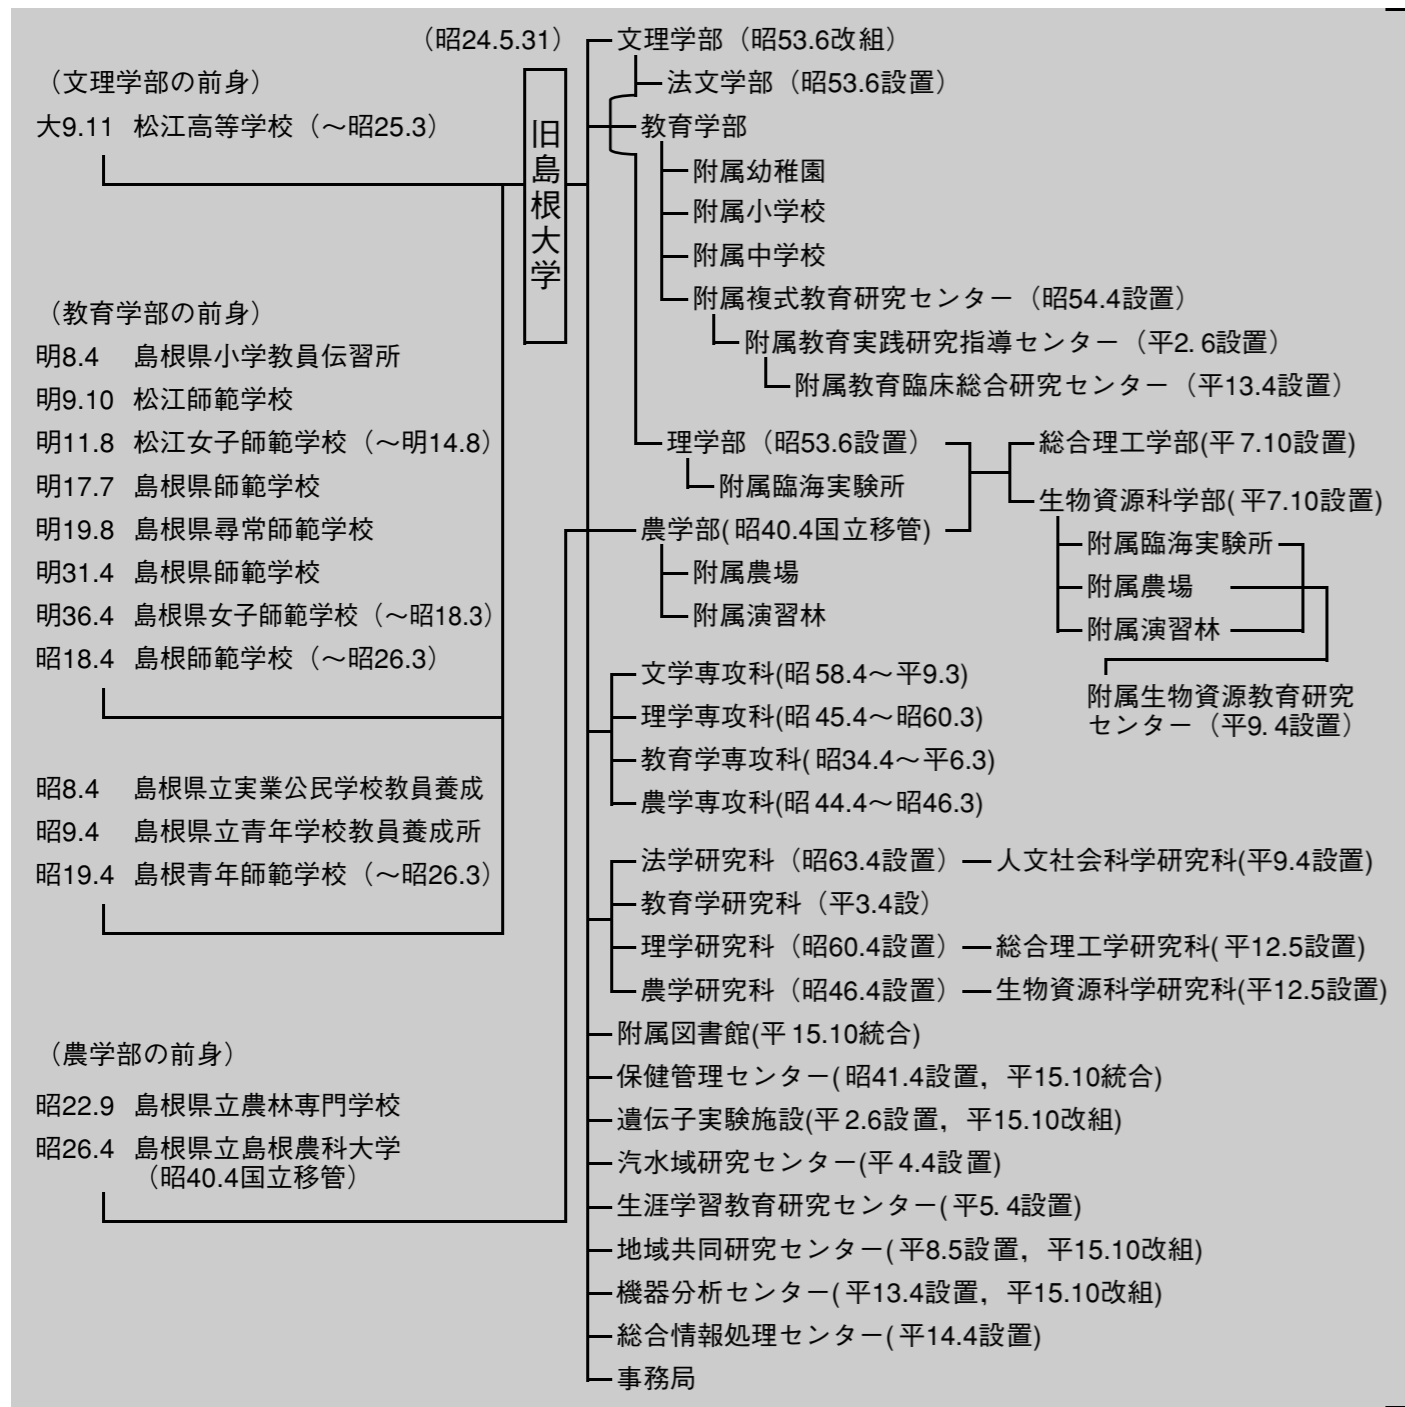 （文理学部の前身）
大9.11 松江高等学校（～昭25.3）
（教育学部の前身）
明8.4 島根県小学教員伝習所
明9.10 松江師範学校
明11.8 松江女子師範学校（～明14.8）
明17.7 島根県師範学校
明19.8 島根県尋常師範学校
明31.4 島根県師範学校
明36.4 島根県女子師範学校（～昭18.3）
昭18.4 島根師範学校（～昭26.3）
昭8.4 島根県立実業公民学校教員養成
昭9.4 島根県立青年学校教員養成所
昭19.4 島根青年師範学校（～昭26.3）
（農学部の前身）
昭22.9 島根県立農林専門学校
昭26.4 島根県立島根農科大学
（昭40.4国立移管）
（昭24.5.31）
旧島根大学
文理学部（昭53.6改組）
法文学部（昭53.6設置）
教育学部
附属幼稚園
附属小学校
附属中学校
附属複式教育研究センター（昭54.4設置）
附属教育実践研究指導センター（平2.6設置）
附属教育臨床総合研究センター（平13.4設置）
理学部（昭53.6設置）
附属臨海実験所
農学部(昭40.4国立移管)
附属農場
附属演習林
総合理工学部(平7.10設置)
生物資源科学部(平7.10設置)
附属臨海実験所
附属農場
附属演習林
附属生物資源教育研究
センター（平9.4設置）
文学専攻科(昭58.4～平9.3)
理学専攻科(昭45.4～昭60.3)
教育学専攻科(昭34.4～平6.3)
農学専攻科(昭44.4～昭46.3)
法学研究科（昭63.4設置）人文社会科学研究科(平9.4設置)
教育学研究科（平3.4設）
理学研究科（昭60.4設置）総合理工学研究科(平12.5設置)
農学研究科（昭46.4設置）生物資源科学研究科(平12.5設置)
附属図書館(平15.10統合)
保健管理センター(昭41.4設置，平15.10統合)
遺伝子実験施設(平2.6設置，平15.10改組)
汽水域研究センター(平4.4設置)
生涯学習教育研究センター(平5.4設置)
地域共同研究センター(平8.5設置，平15.10改組)
機器分析センター(平13.4設置，平15.10改組)
総合情報処理センター(平14.4設置)
事務局